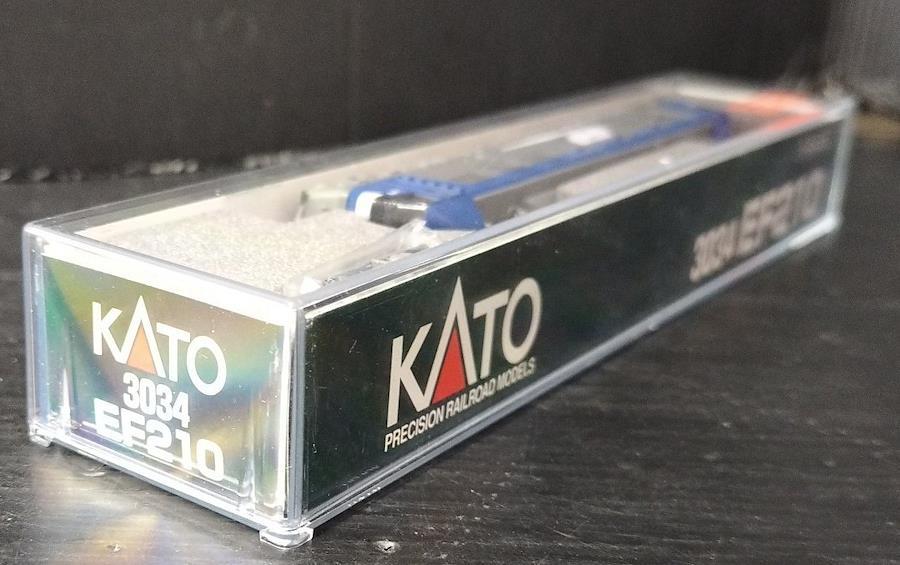 KATO
3034
EF210
KATO
PRECISION RAILROAD MODELS
3034 EF210